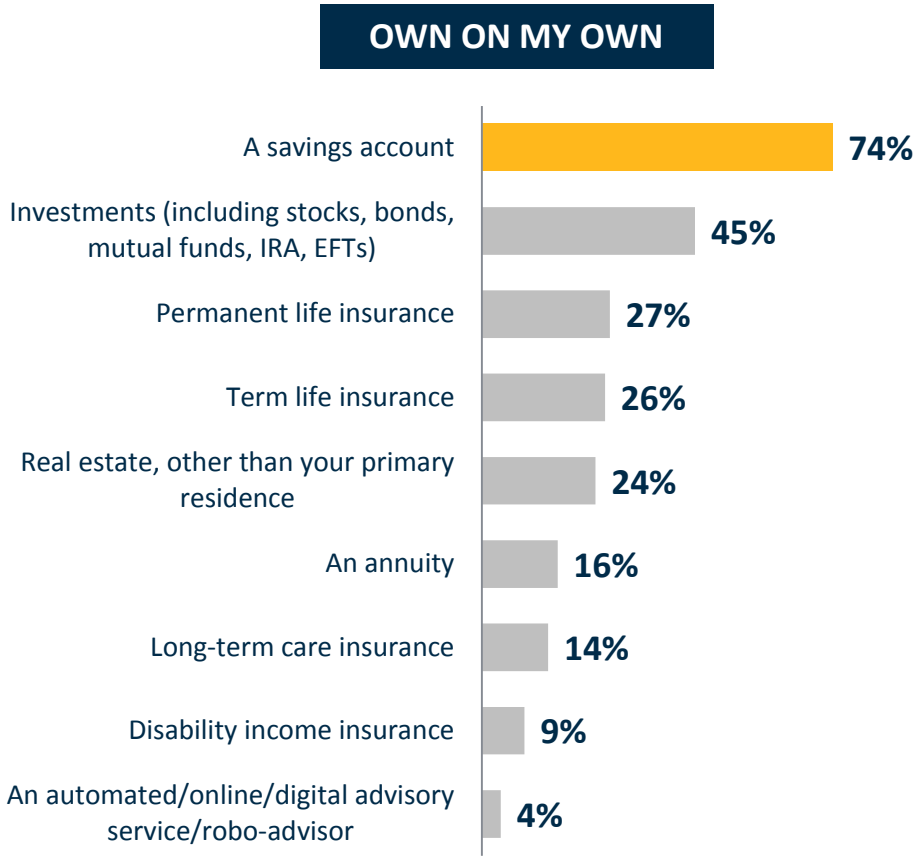 OWN ON MY OWN
A savings account
74%
Investments (including stocks, bonds,
mutual funds, IRA, EFTs)
45%
Permanent life insurance
27%
Term life insurance
26%
Real estate, other than your primary
residence
24%
An annuity
16%
Long-term care insurance
14%
Disability income insurance
9%
An automated/online/digital advisory
service/robo-advisor
4%